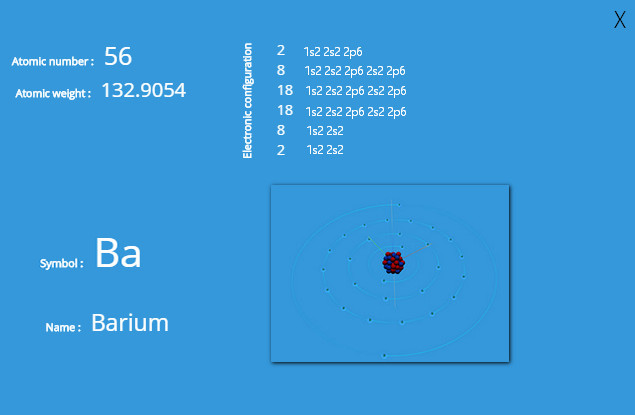 X
Atomic number : 56
Atomic weight : 132.9054
Electronic configuration
2 1s2 2s2 2p6
8 1s2 2s2 2p6 2s2 2p6
18 1s2 2s2 2p6 2s2 2p6
18 1s2 2s2 2p6 2s2 2p6
8 1s2 2s2
2 1s2 2s2
Symbol : Ba
Name : Barium